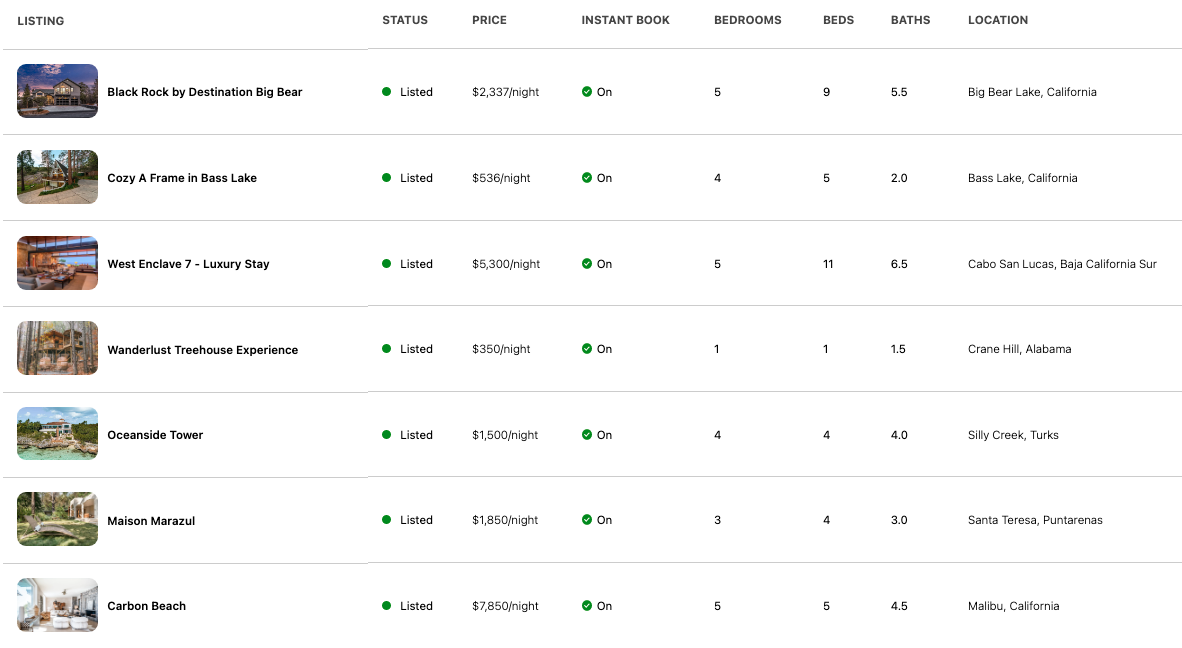 LISTING STATUS PRICE INSTANT BOOK BEDROOMS BEDS BATHS LOCATION
Black Rock by Destination Big Bear Listed $2,337/night On 5 9 5.5 Big Bear Lake, California
Cozy A Frame in Bass Lake Listed $536/night On 4 5 2.0 Bass Lake, California
West Enclave 7 - Luxury Stay Listed $5,300/night On 5 11 6.5 Cabo San Lucas, Baja California Sur
Wanderlust Treehouse Experience Listed $350/night On 1 1 1.5 Crane Hill, Alabama
Oceanside Tower Listed $1,500/night On 4 4 4.0 Silly Creek, Turks
Maison Marazul Listed $1,850/night On 3 4 3.0 Santa Teresa, Puntarenas
Carbon Beach Listed $7,850/night On 5 5 4.5 Malibu, California